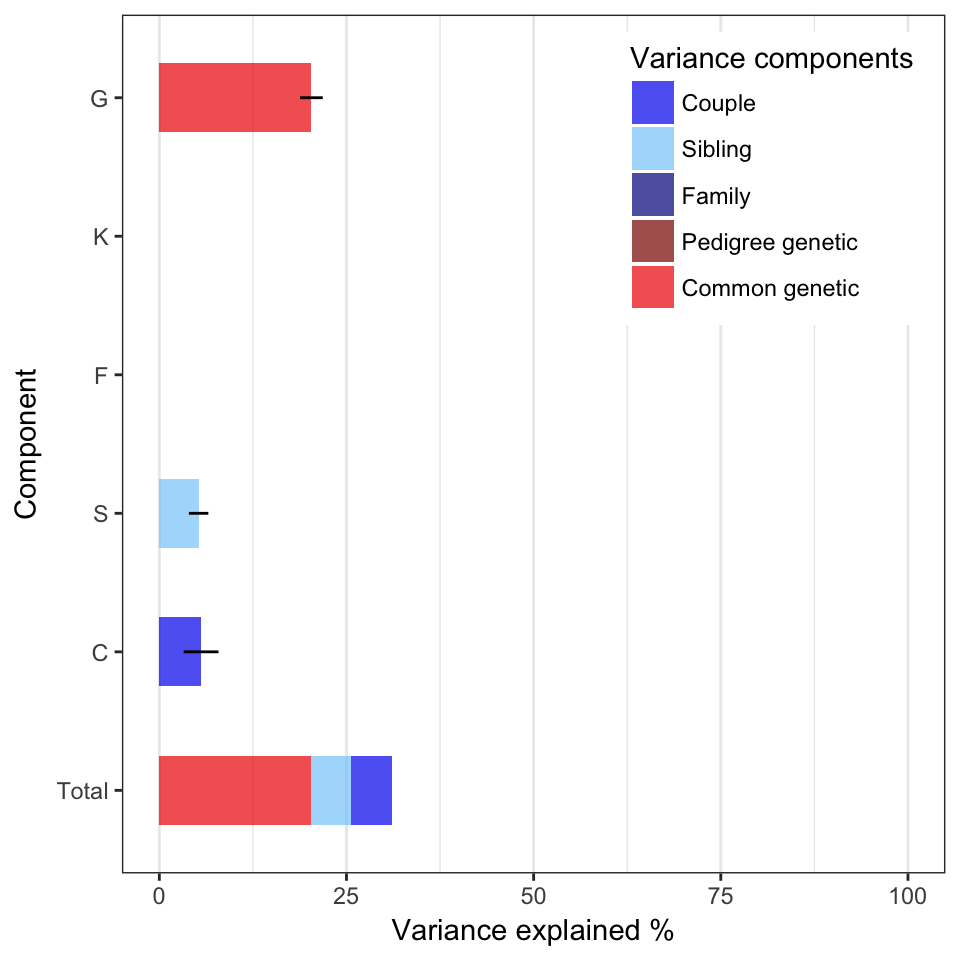 Variance components
Couple
Sibling
Family
Pedigree genetic
Common genetic
Component
G
K
F
S
C
Total
0 25 50 75 100
Variance explained %